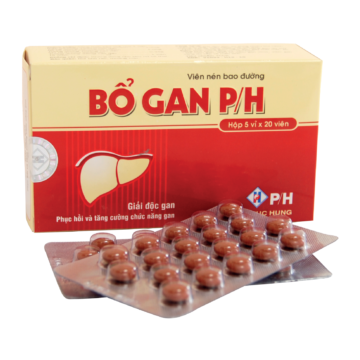 Viên nén bao đường
BỔ GAN P/H
Hộp 5 vỉ x 20 viên
Giải độc gan
Phục hồi và tăng cường chức năng gan
P/H